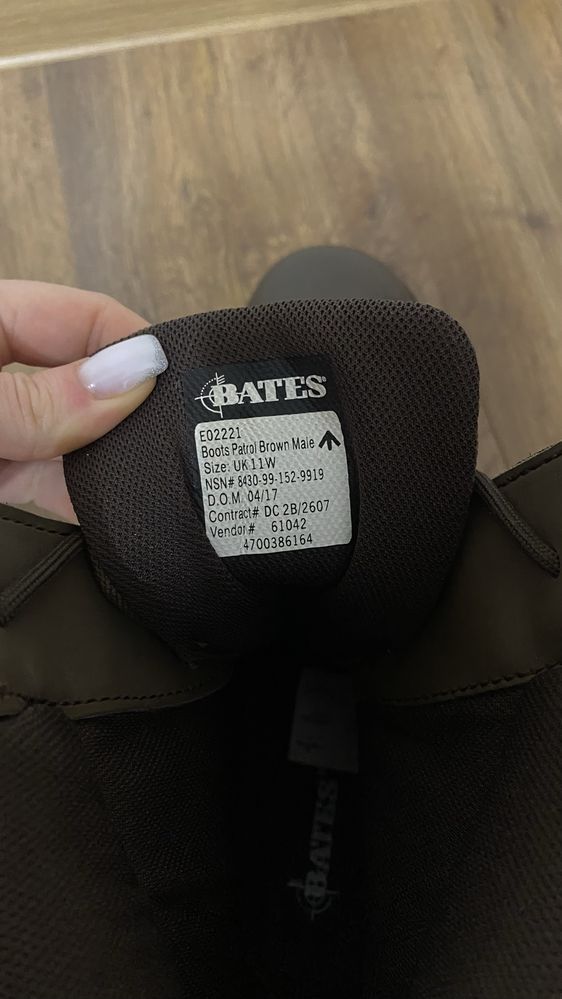 BATES
E02221
Boots Patrol Brown Male
Size: UK 11W
NSN# 8430-99-152-9919
D.O.M. 04/17
Contract# DC 2B/2607
Vendor# 61042
4700386164
BATES